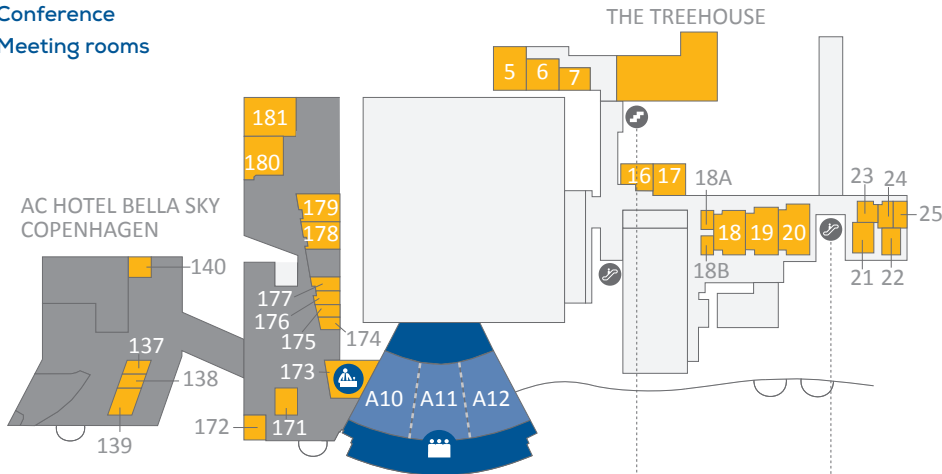 Conference
Meeting rooms
THE TREEHOUSE
5
6
7
181
180
16
17
18A
23
24
25
AC HOTEL BELLA SKY
COPENHAGEN
179
178
18
19
20
18B
21
22
140
177
176
175
174
137
138
139
173
A10
A11
A12
172
171